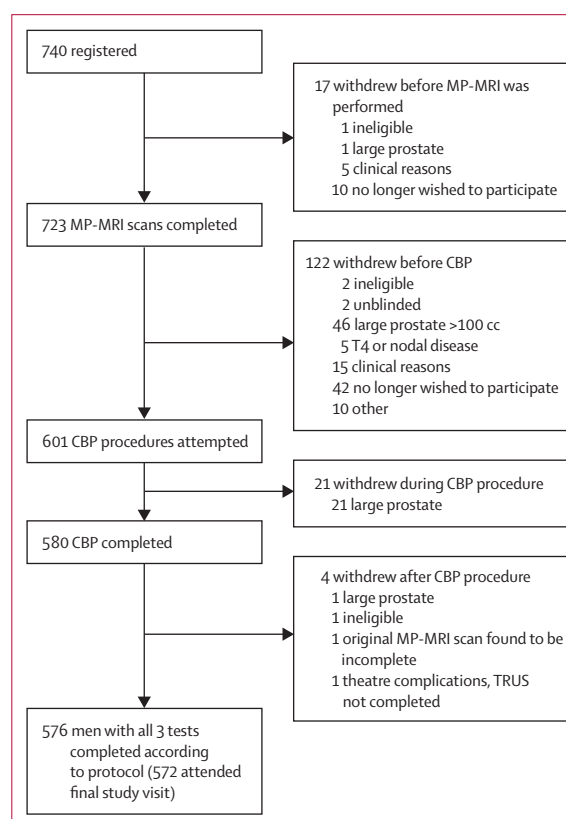 740 registered
17 withdrew before MP-MRI was
performed
1 ineligible
1 large prostate
5 clinical reasons
10 no longer wished to participate
723 MP-MRI scans completed
122 withdrew before CBP
2 ineligible
2 unblinded
46 large prostate >100 cc
5 T4 or nodal disease
15 clinical reasons
42 no longer wished to participate
10 other
601 CBP procedures attempted
21 withdrew during CBP procedure
21 large prostate
580 CBP completed
4 withdrew after CBP procedure
1 large prostate
1 ineligible
1 original MP-MRI scan found to be
incomplete
1 theatre complications, TRUS
not completed
576 men with all 3 tests
completed according
to protocol (572 attended
final study visit)